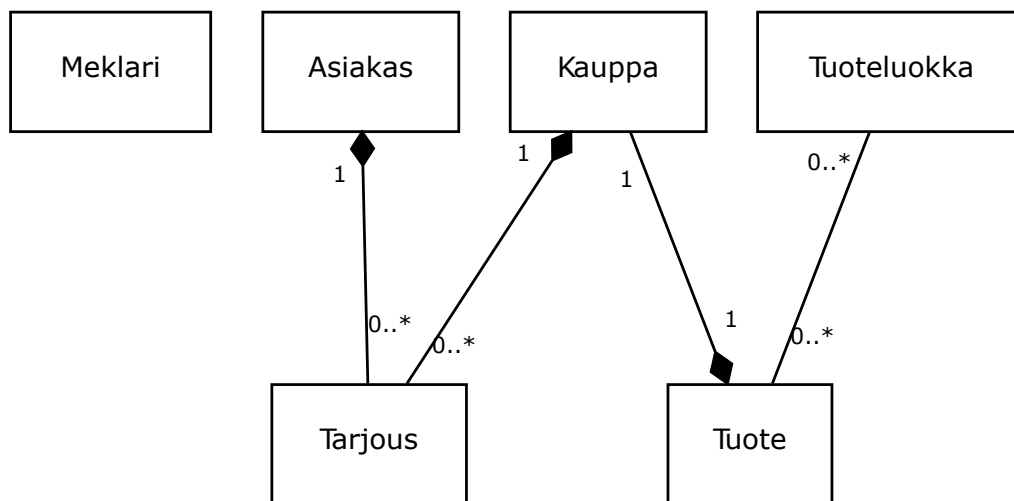 Meklari
Asiakas
Kauppa
Tuoteluokka
1
1
1
0..*
0..*
0..*
1
0..*
Tarjous
Tuote